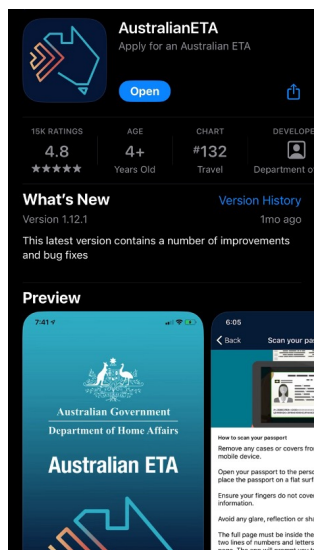 AustralianETA
Apply for an Australian ETA
Open
15K RATINGS
4.8
★★★★★
AGE
4+
Years Old
CHART
#132
Travel
DEVELOPE
Department o
What's New
Version History
Version 1.12.1
1mo ago
This latest version contains a number of improvements
and bug fixes
Preview
7:41
Australian Government
Department of Home Affairs
Australian ETA
6:05
Back
Scan your pas
How to scan your passport
Remove any cases or covers from
mobile device.
Open your passport to the perso
place the passport on a flat surf
Ensure your fingers do not cove
information.
Avoid any glare, reflection or sha
The full page must be inside the
two lines of numbers and letters